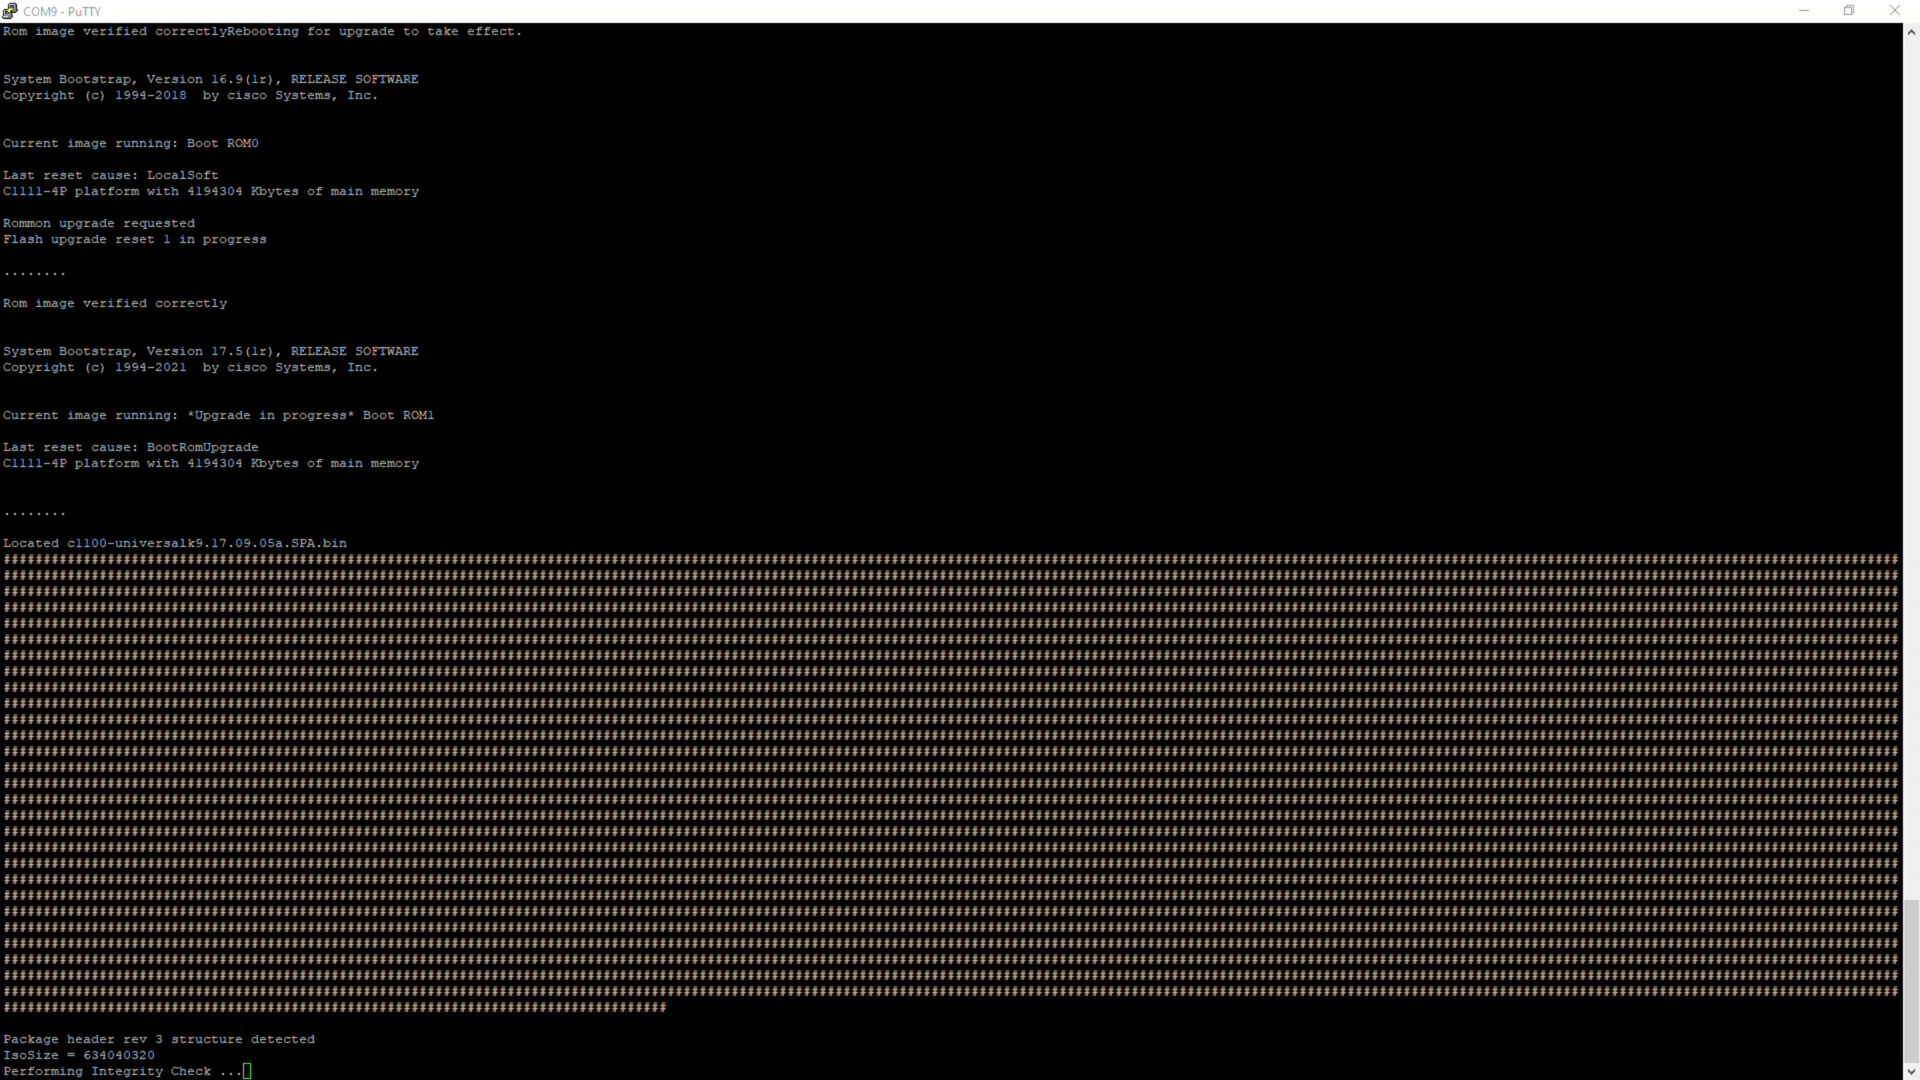 COM9 - PuTTY
Rom image verified correctlyRebooting for upgrade to take effect.
System Bootstrap, Version 16.9(1r), RELEASE SOFTWARE
Copyright (c) 1994-2018  by cisco Systems, Inc.
Current image running: Boot ROM0
Last reset cause: LocalSoft
C1111-4P platform with 4194304 Kbytes of main memory
Rommon upgrade requested
Flash upgrade reset 1 in progress
........
Rom image verified correctly
System Bootstrap, Version 17.5(1r), RELEASE SOFTWARE
Copyright (c) 1994-2021  by cisco Systems, Inc.
Current image running: *Upgrade in progress* Boot ROM1
Last reset cause: BootRomUpgrade
C1111-4P platform with 4194304 Kbytes of main memory
........
Located c1100-universalk9.17.09.05a.SPA.bin
Package header rev 3 structure detected
IsoSize = 634040320
Performing Integrity Check ...